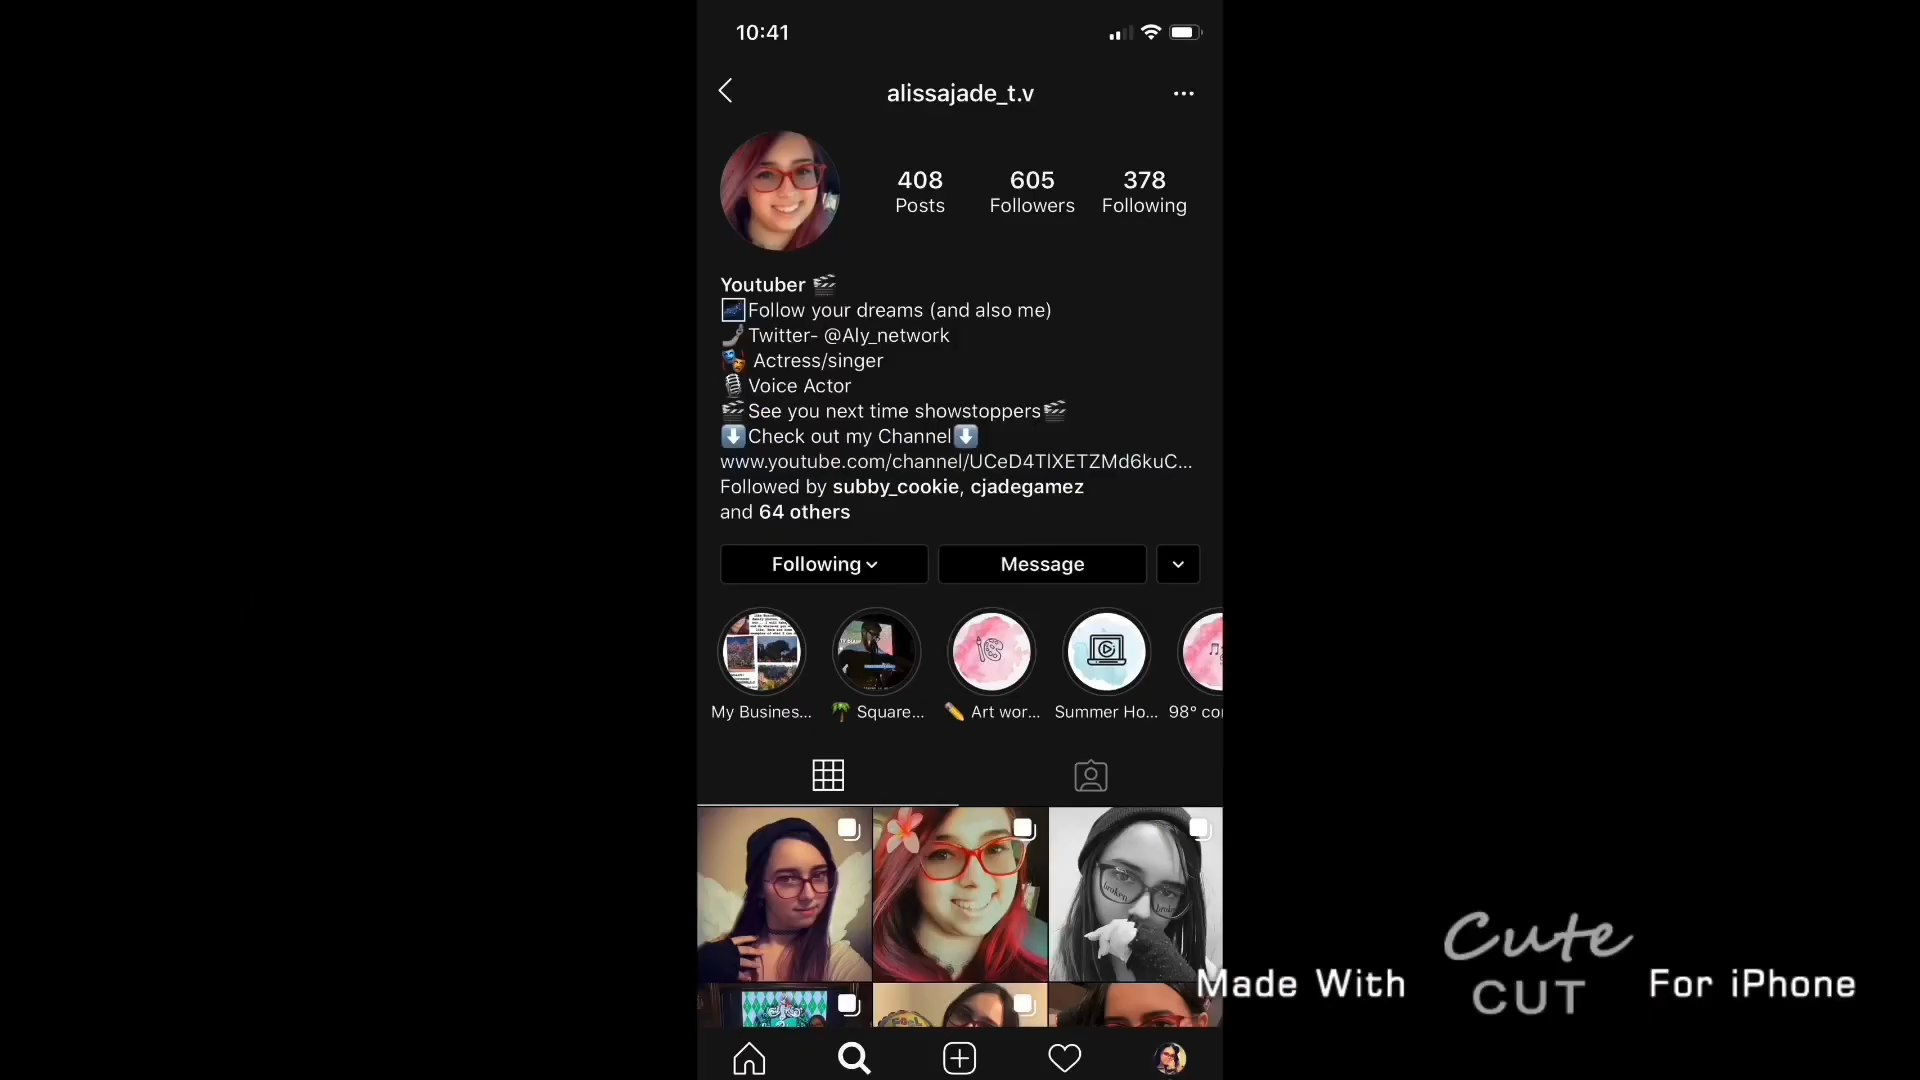 10:41
alissajade_t.v
408
Posts
605
Followers
378
Following
Youtuber 🎬
🌌Follow your dreams (and also me)
🤳Twitter- @Aly_network
🎭 Actress/singer
🎙Voice Actor
🎬See you next time showstoppers🎬
⬇️Check out my Channel⬇️
www.youtube.com/channel/UCeD4TlXETZMd6kuC...
Followed by subby_cookie, cjadegamez
and 64 others
Following
Message
My Busines...
🌴 Square...
✏️ Art wor...
Summer Ho...
98° co
broken
Made With
Cute
CUT
For iPhone